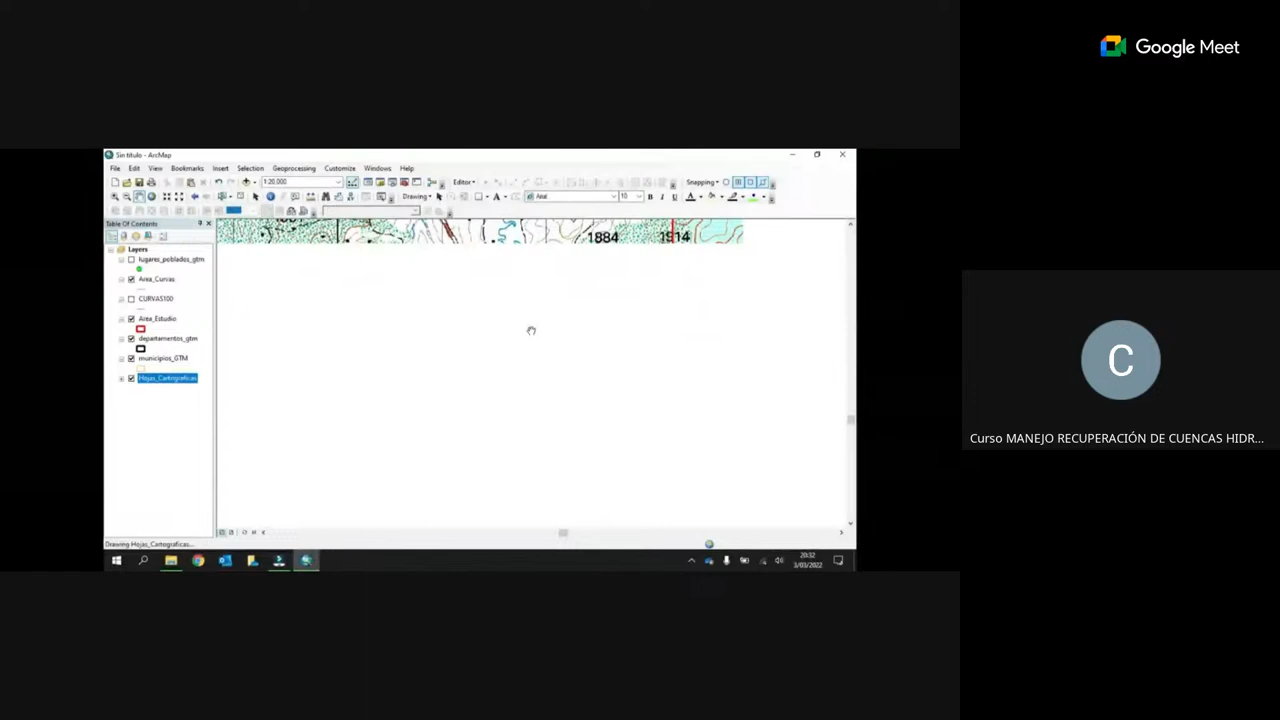 Google Meet
Sin título - ArcMap
File Edit View Bookmarks Insert Selection Geoprocessing Customize Windows Help
1:20,000
Editor
Snapping
Drawing
A
Arial
10
B I U A
Table Of Contents
Layers
lugares_poblados_gtm
Area_Curvas
CURVAS100
Area_Estudio
departamentos_gtm
municipios_GTM
Hojas_Cartograficas
1884 1914
Drawing Hojas_Cartograficas...
20:32
3/03/2022
C
Curso MANEJO RECUPERACIÓN DE CUENCAS HIDR...